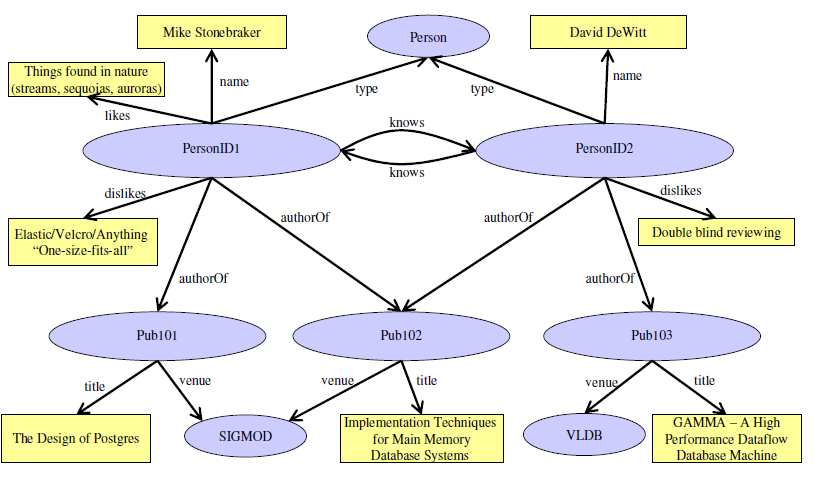 Mike Stonebraker
Person
David DeWitt
Things found in nature
(streams, sequoias, auroras)
name
type
type
name
likes
knows
PersonID1
PersonID2
knows
dislikes
dislikes
authorOf
authorOf
Elastic/Velcro/Anything
“One-size-fits-all”
Double blind reviewing
authorOf
authorOf
Pub101
Pub102
Pub103
title
venue
venue
title
venue
title
The Design of Postgres
SIGMOD
Implementation Techniques
for Main Memory
Database Systems
VLDB
GAMMA – A High
Performance Dataflow
Database Machine